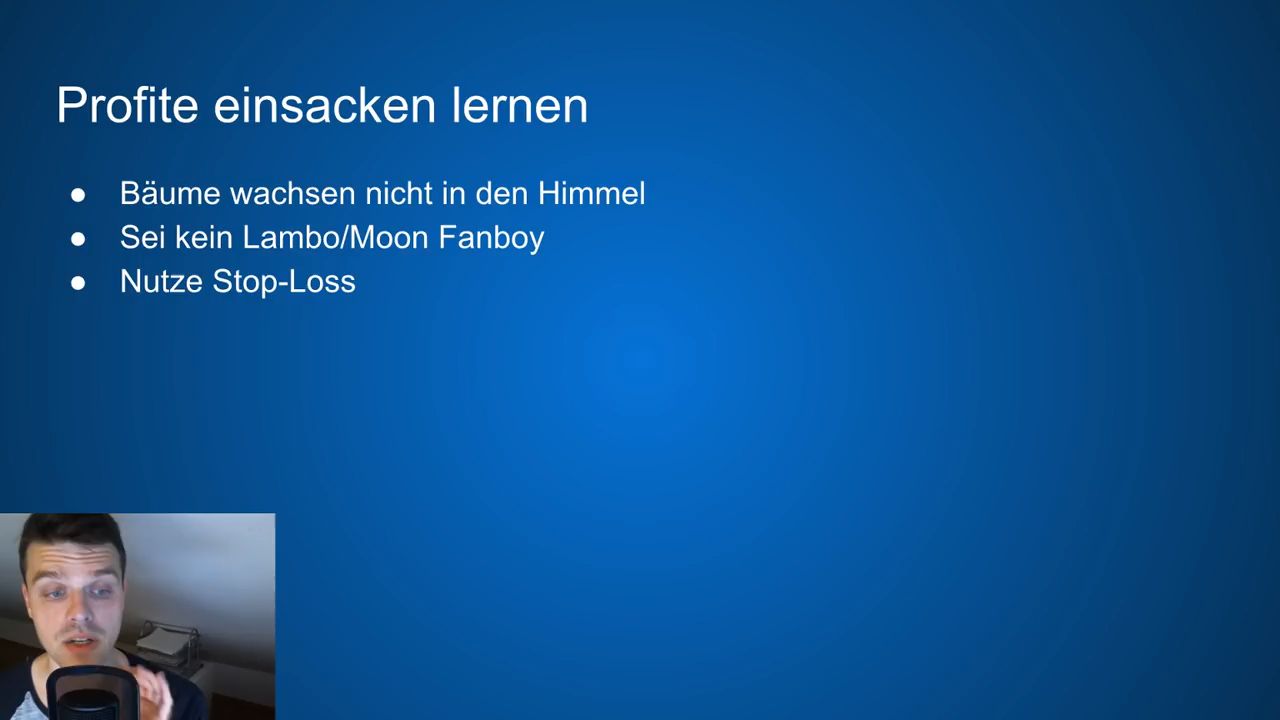 Profite einsacken lernen
● Bäume wachsen nicht in den Himmel
● Sei kein Lambo/Moon Fanboy
● Nutze Stop-Loss